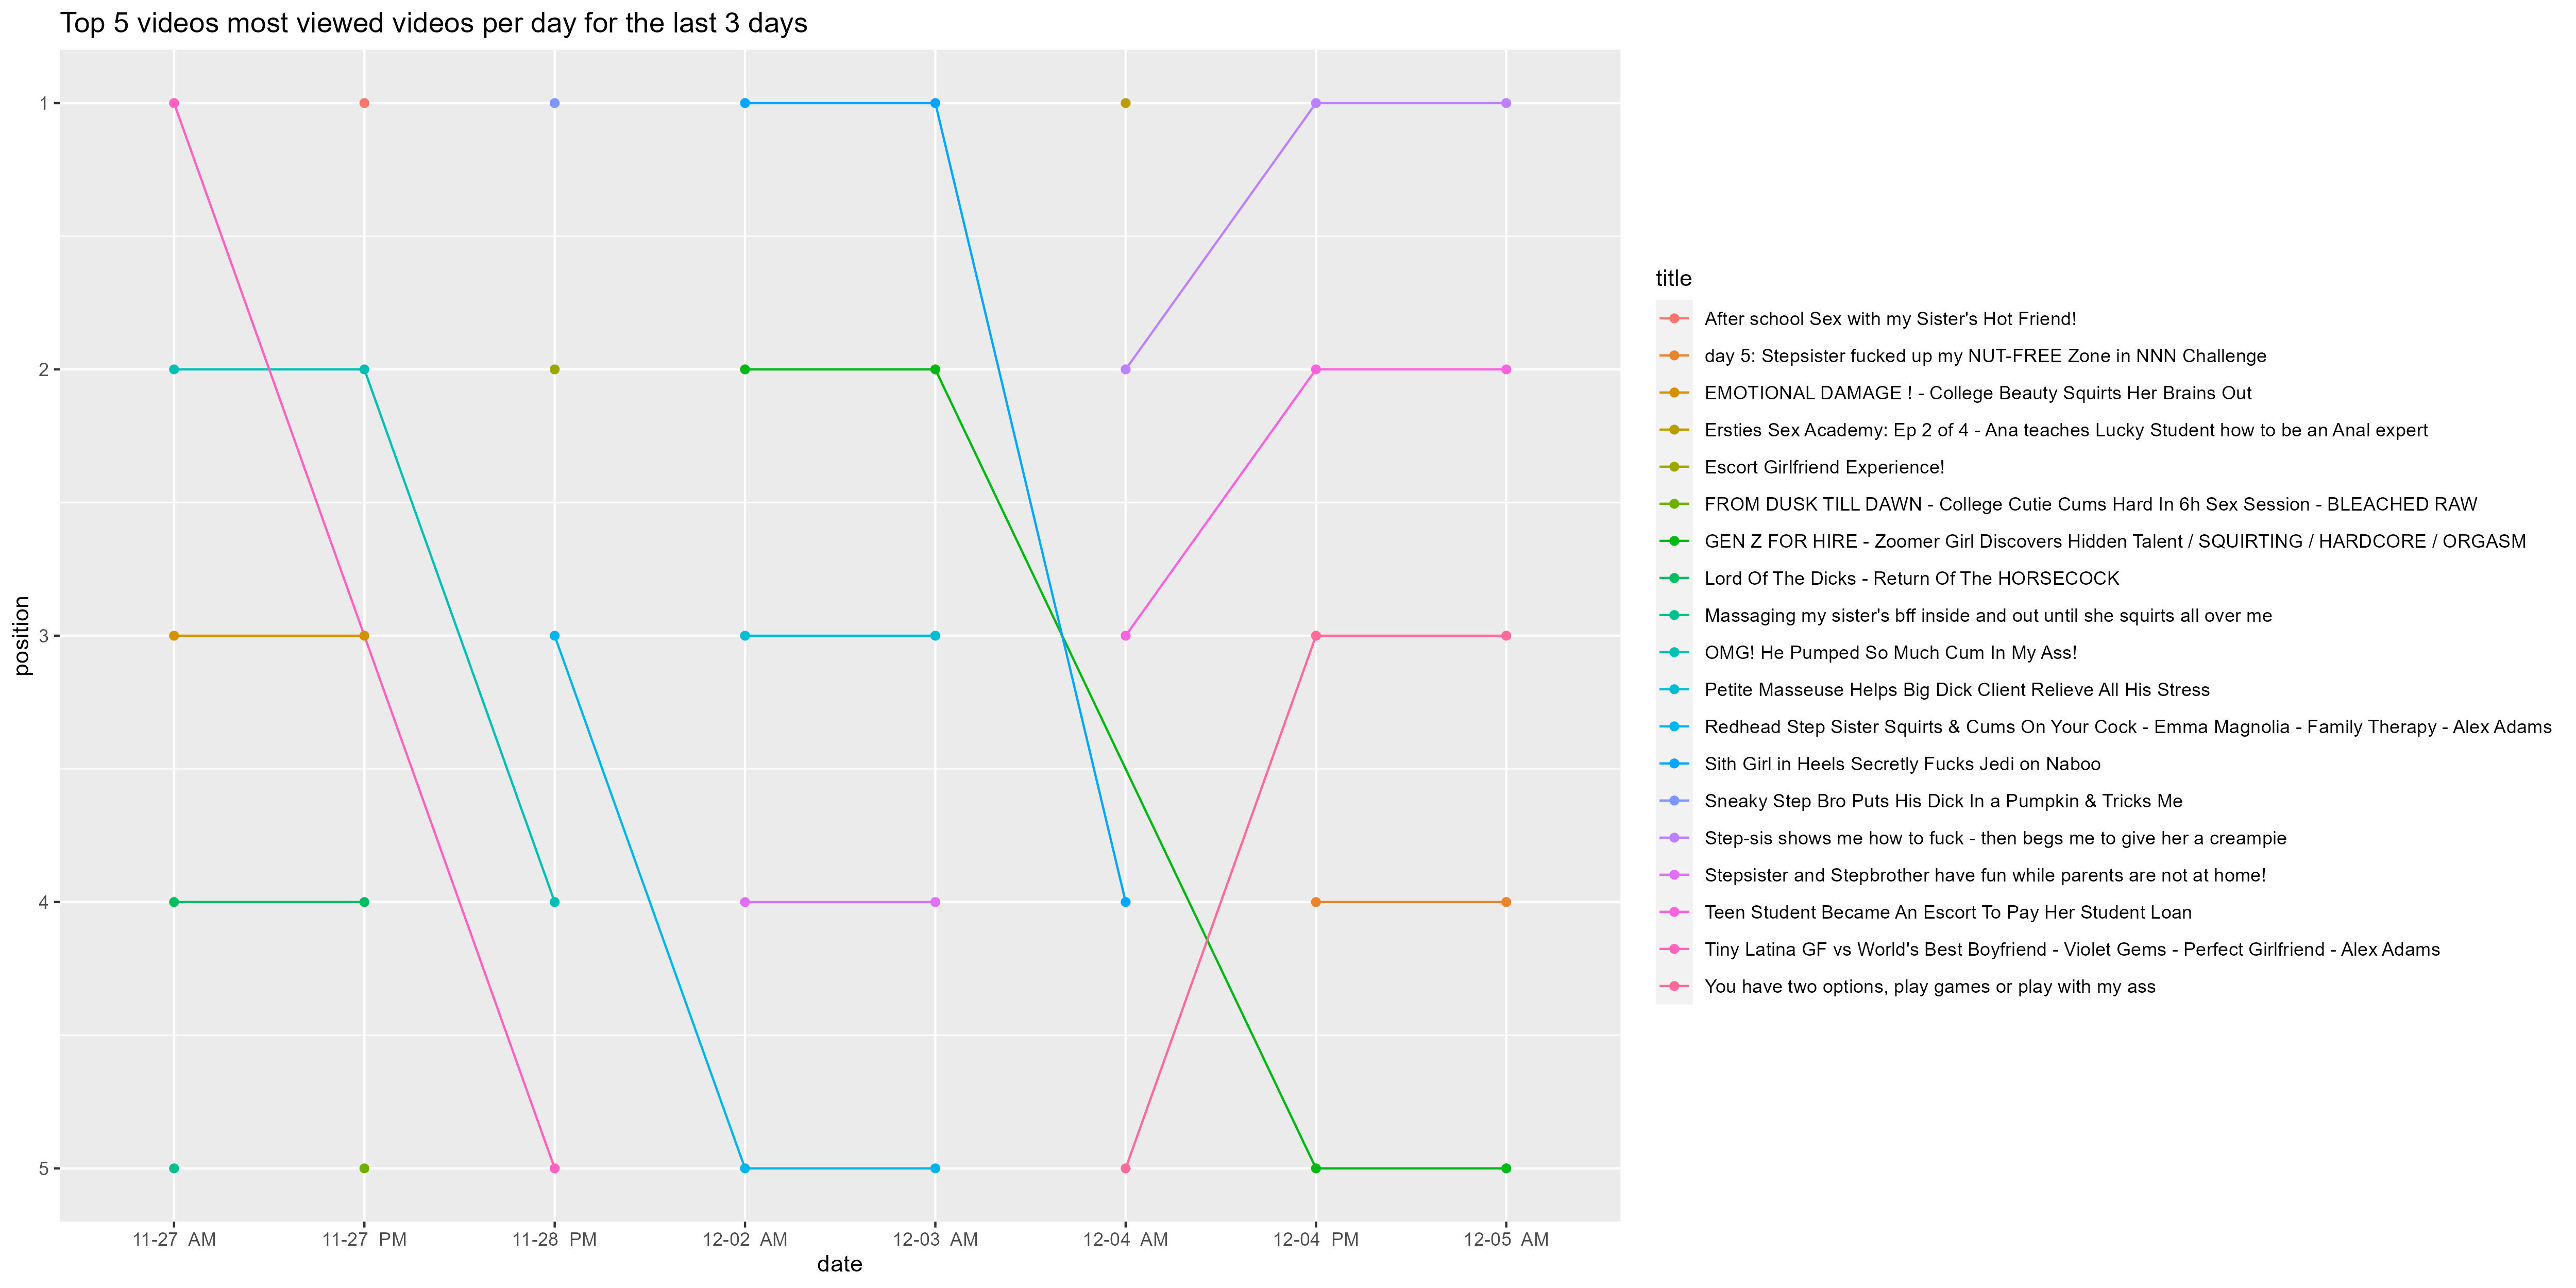 Top 5 videos most viewed videos per day for the last 3 days
position
1
2
3
4
5
11-27 AM
11-27 PM
11-28 PM
12-02 AM
12-03 AM
12-04 AM
12-04 PM
12-05 AM
date
title
After school Sex with my Sister's Hot Friend!
day 5: Stepsister fucked up my NUT-FREE Zone in NNN Challenge
EMOTIONAL DAMAGE ! - College Beauty Squirts Her Brains Out
Ersties Sex Academy: Ep 2 of 4 - Ana teaches Lucky Student how to be an Anal expert
Escort Girlfriend Experience!
FROM DUSK TILL DAWN - College Cutie Cums Hard In 6h Sex Session - BLEACHED RAW
GEN Z FOR HIRE - Zoomer Girl Discovers Hidden Talent / SQUIRTING / HARDCORE / ORGASM
Lord Of The Dicks - Return Of The HORSECOCK
Massaging my sister's bff inside and out until she squirts all over me
OMG! He Pumped So Much Cum In My Ass!
Petite Masseuse Helps Big Dick Client Relieve All His Stress
Redhead Step Sister Squirts & Cums On Your Cock - Emma Magnolia - Family Therapy - Alex Adams
Sith Girl in Heels Secretly Fucks Jedi on Naboo
Sneaky Step Bro Puts His Dick In a Pumpkin & Tricks Me
Step-sis shows me how to fuck - then begs me to give her a creampie
Stepsister and Stepbrother have fun while parents are not at home!
Teen Student Became An Escort To Pay Her Student Loan
Tiny Latina GF vs World's Best Boyfriend - Violet Gems - Perfect Girlfriend - Alex Adams
You have two options, play games or play with my ass